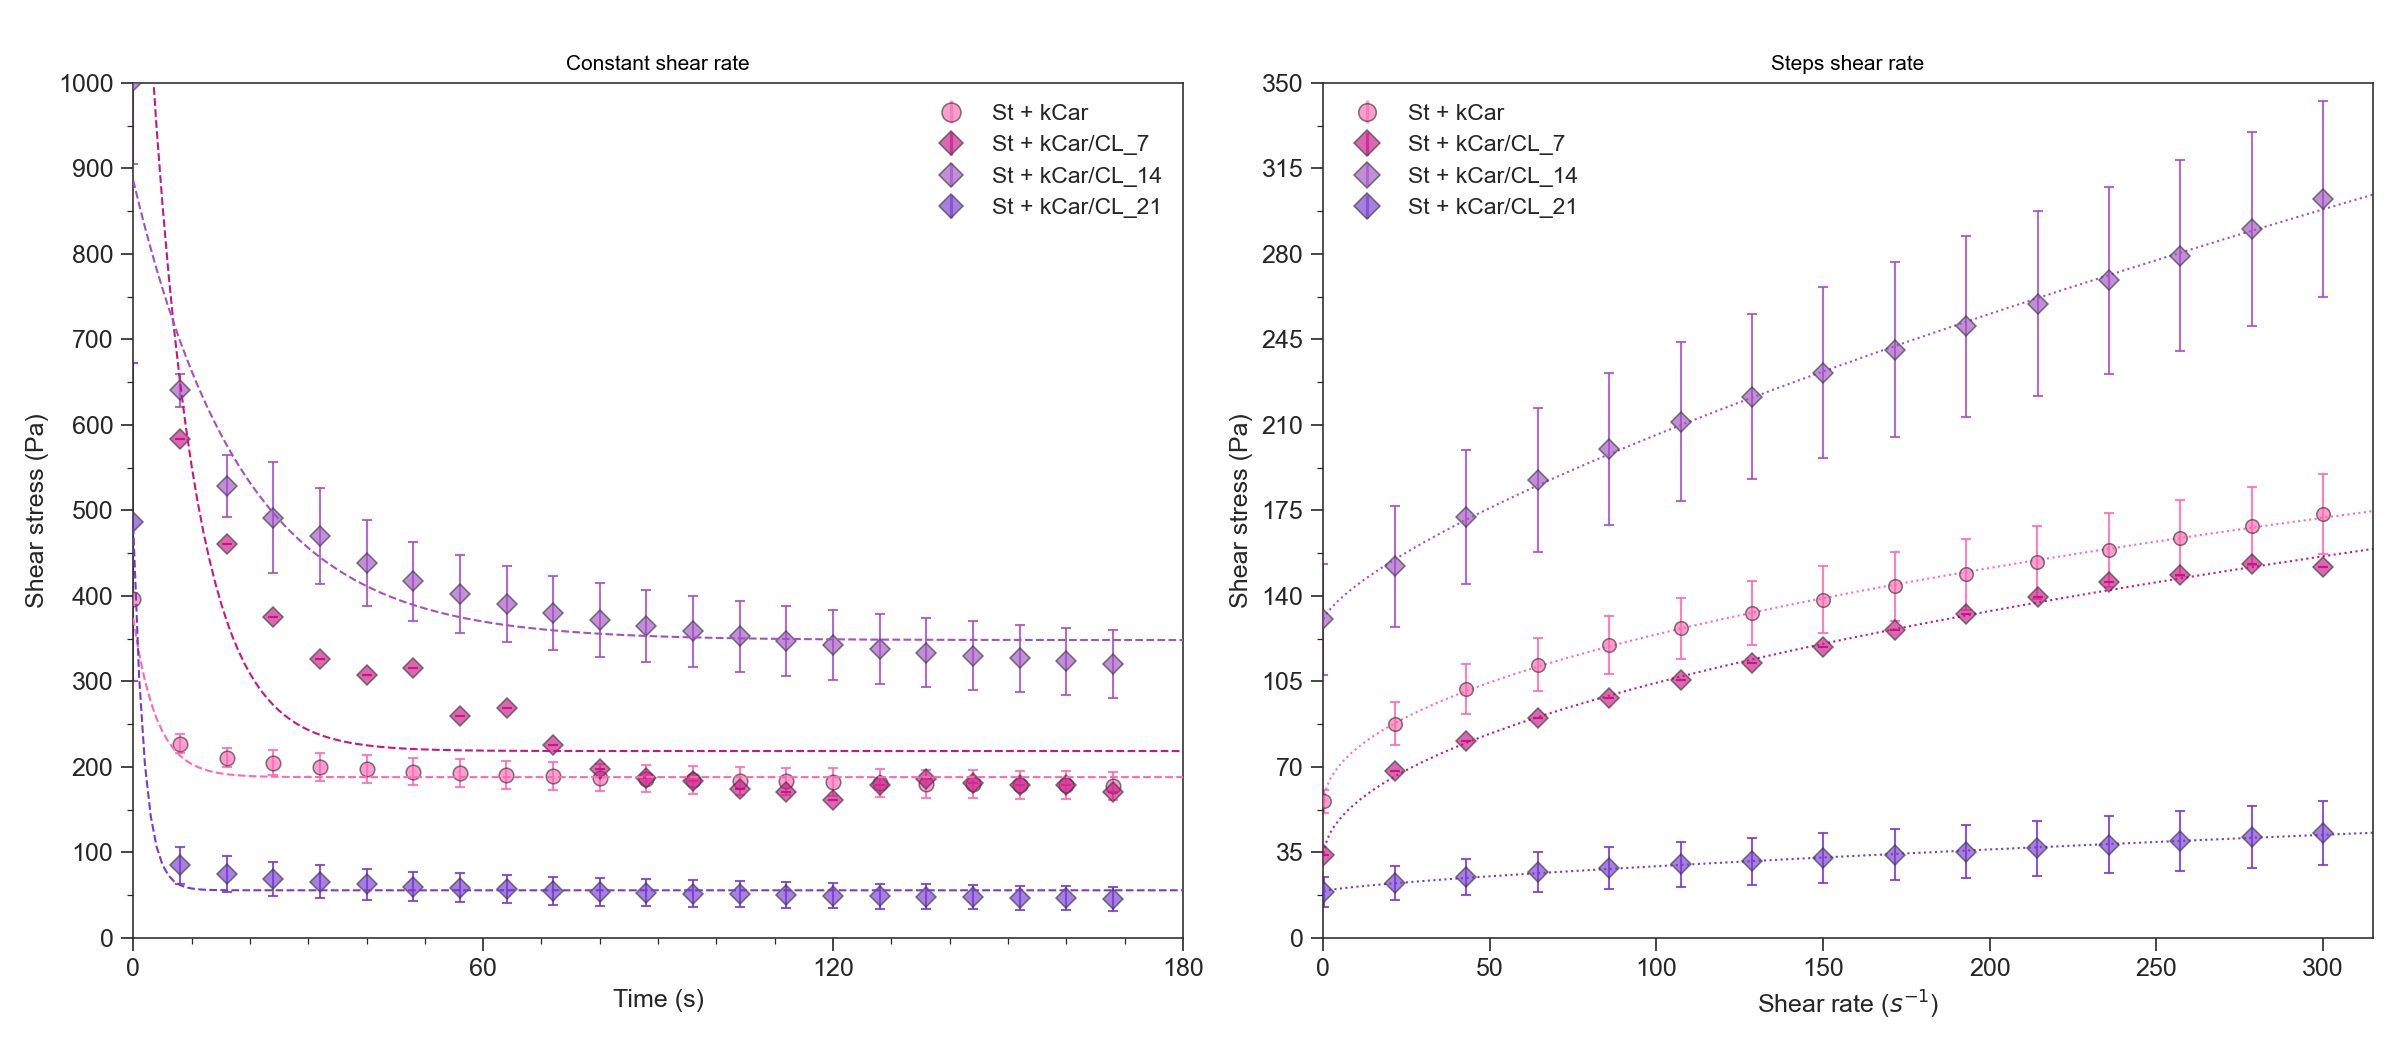 Constant shear rate
1000
900
800
700
600
500
400
300
200
100
0
Shear stress (Pa)
St + kCar
St + kCar/CL_7
St + kCar/CL_14
St + kCar/CL_21
0 60 120 180
Time (s)
Steps shear rate
350
315
280
245
210
175
140
105
70
35
0
Shear stress (Pa)
St + kCar
St + kCar/CL_7
St + kCar/CL_14
St + kCar/CL_21
0 50 100 150 200 250 300
Shear rate (s⁻¹)